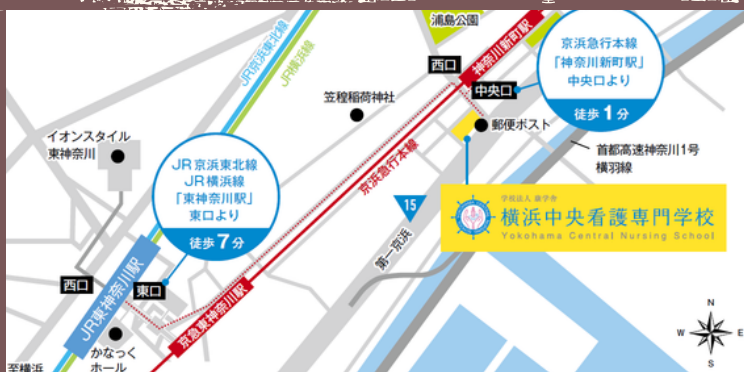 浦島公園
西口
神奈川新町駅
中央口
京浜急行本線
「神奈川新町駅」
中央口より
徒歩1分
JR京浜東北線
JR横浜線
笠䅣稲荷神社
郵便ポスト
イオンスタイル
東神奈川
首都高速神奈川1号
横羽線
JR京浜東北線
JR横浜線
「東神奈川駅」
東口より
徒歩7分
京浜急行本線
15
第一京浜
横浜中央看護専門学校
Yokohama Central Nursing School
西口
東口
JR東神奈川駅
京急東神奈川駅
かなっく
ホール
至横浜
N
W
E
S